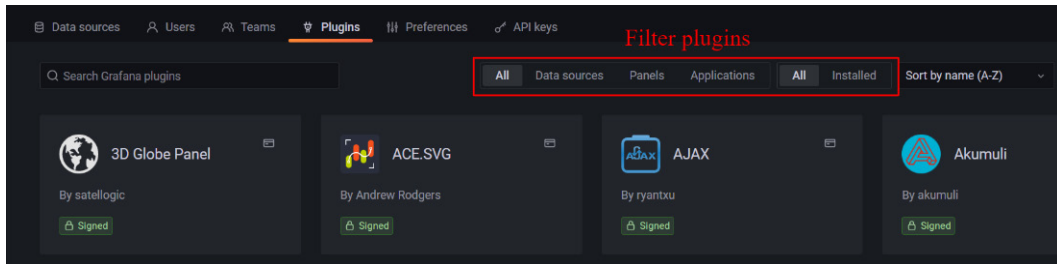 Data sources Users Teams Plugins Preferences API keys
Filter plugins
Search Grafana plugins All Data sources Panels Applications All Installed Sort by name (A-Z)
3D Globe Panel ACE.SVG AJAX AJAX Akumuli
By satellogic By Andrew Rodgers By ryantxu By akumuli
Signed Signed Signed Signed